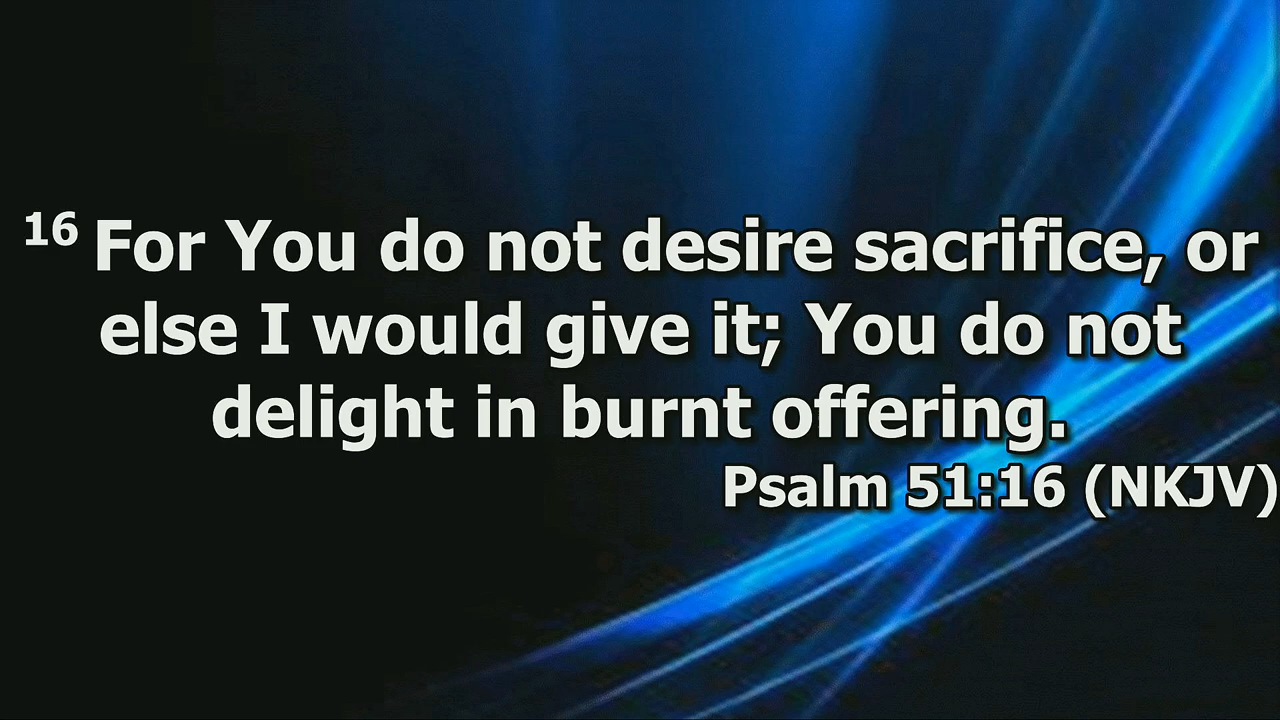 16 For You do not desire sacrifice, or
else I would give it; You do not
delight in burnt offering.
Psalm 51:16 (NKJV)